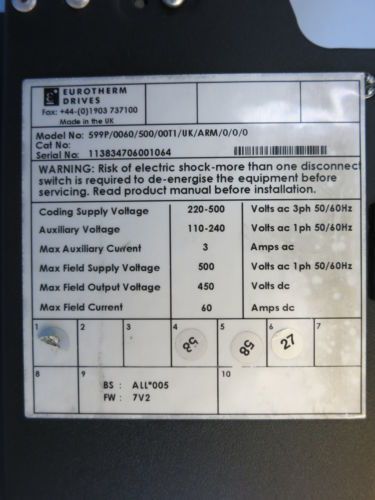 EUROTHERM
DRIVES
Fax: +44-(0)1903 737100
Made in the UK
Model No: 599P/0060/500/00T1/UK/ARM/0/0/0
Cat No:
Serial No: 113834706001064
WARNING: Risk of electric shock-more than one disconnect
switch is required to de-energise the equipment before
servicing. Read product manual before installation.
Coding Supply Voltage 220-500 Volts ac 3ph 50/60Hz
Auxiliary Voltage 110-240 Volts ac 1ph 50/60Hz
Max Auxiliary Current 3 Amps ac
Max Field Supply Voltage 500 Volts ac 1ph 50/60Hz
Max Field Output Voltage 450 Volts dc
Max Field Current 60 Amps dc
1 2 3 4 5 6 7
58 58 27
8 9 10
BS : ALL*005
FW : 7V2